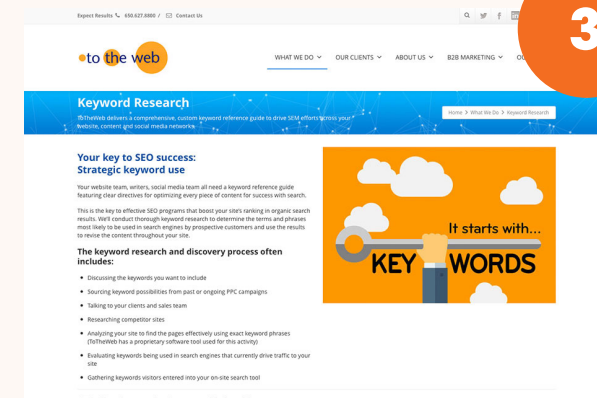 Expect Results 650.627.8800 / Contact Us
3
to the web
WHAT WE DO OUR CLIENTS ABOUT US B2B MARKETING
Keyword Research
ToTheWeb delivers a comprehensive, custom keyword reference guide to drive SEM efforts across your
website, content and social media networks
Home > What We Do > Keyword Research
Your key to SEO success:
Strategic keyword use
Your website team, writers, social media team all need a keyword reference guide
featuring clear directives for optimizing every piece of content for success with search.
This is the key to effective SEO programs that boost your site's ranking in organic search
results. We'll conduct thorough keyword research to determine the terms and phrases
most likely to be used in search engines by prospective customers and use the results
to revise the content throughout your site.
The keyword research and discovery process often
includes:
Discussing the keywords you want to include
Sourcing keyword possibilities from past or ongoing PPC campaigns
Talking to your clients and sales team
Researching competitor sites
Analyzing your site to find the pages effectively using exact keyword phrases
(ToTheWeb has a proprietary software tool used for this activity)
Evaluating keywords being used in search engines that currently drive traffic to your
site
Gathering keywords visitors entered into your on-site search tool
It starts with...
KEY WORDS